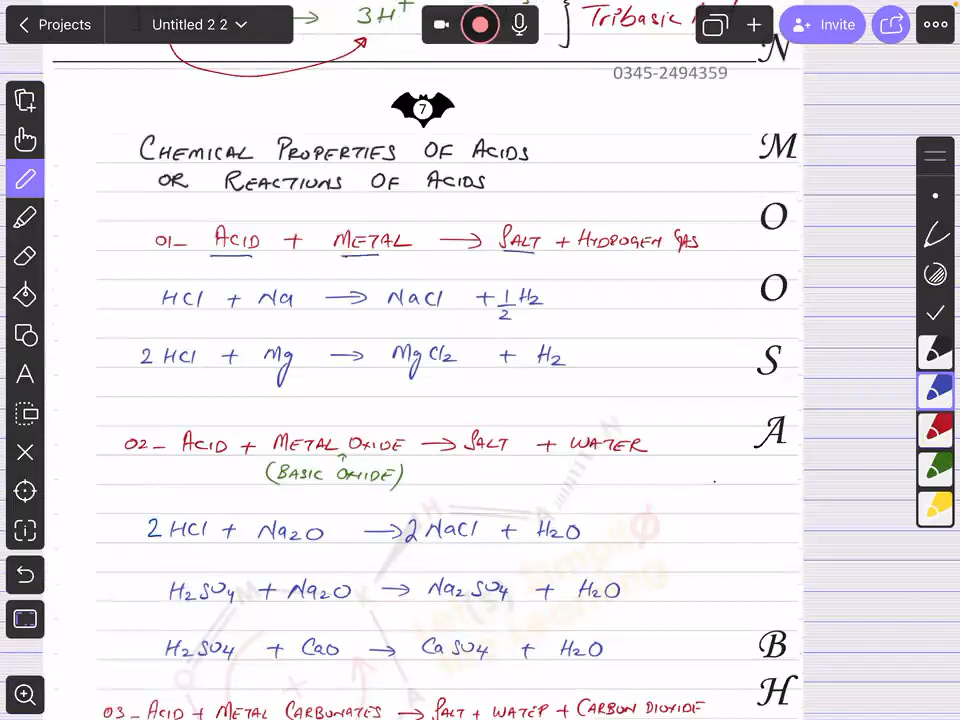 Projects
Untitled 2 2
Invite
3H+
Tribasic
0345-2494359
7
CHEMICAL PROPERTIES OF ACIDS
OR REACTIONS OF ACIDS
01_ ACID + METAL → SALT + HYDROGEN GAS
HCl + Na → NaCl + 1/2 H2
2HCl + Mg → MgCl2 + H2
02_ ACID + METAL OXIDE → SALT + WATER
(BASIC OXIDE)
2HCl + Na2O → 2NaCl + H2O
H2SO4 + Na2O → Na2SO4 + H2O
H2SO4 + CaO → CaSO4 + H2O
03_ ACID + METAL CARBONATES → SALT + WATER + CARBON DIOXIDE
N
M
O
O
S
A
B
H